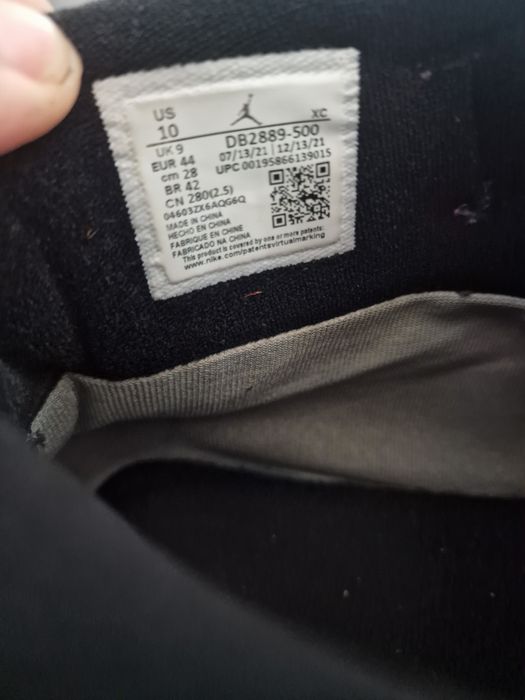 US
10
XC
UK 9
DB2889-500
EUR 44
07/13/21 | 12/13/21
cm 28
UPC 00195866139015
BR 42
CN 280(2.5)
04603ZX6AQG6Q
MADE IN CHINA
HECHO EN CHINA
FABRIQUE EN CHINE
FABRICADO NA CHINA
This product is covered by one or more patents:
www.nike.com/patentsvirtualmarking